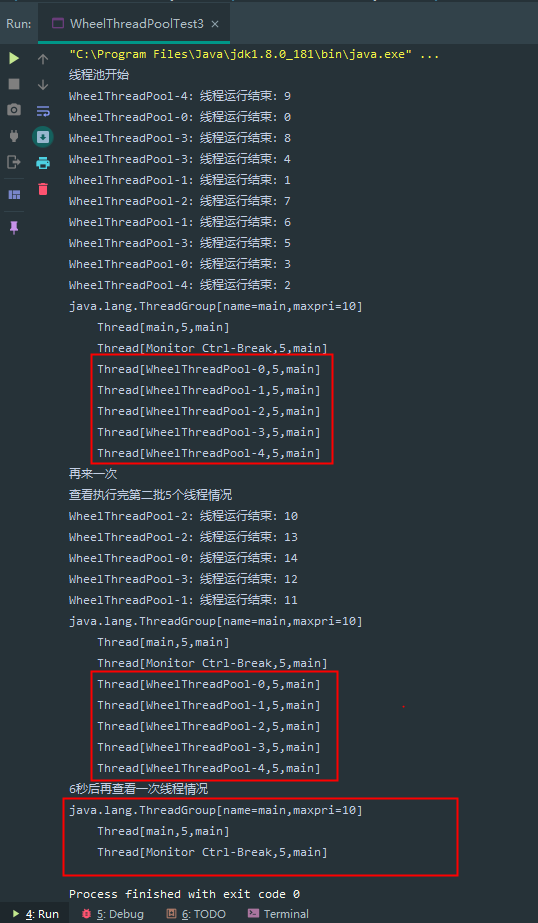 Run: WheelThreadPoolTest3 ×
"C:\Program Files\Java\jdk1.8.0_181\bin\java.exe" ...
线程池开始
WheelThreadPool-4: 线程运行结束: 9
WheelThreadPool-0: 线程运行结束: 0
WheelThreadPool-3: 线程运行结束: 8
WheelThreadPool-3: 线程运行结束: 4
WheelThreadPool-1: 线程运行结束: 1
WheelThreadPool-2: 线程运行结束: 7
WheelThreadPool-1: 线程运行结束: 6
WheelThreadPool-3: 线程运行结束: 5
WheelThreadPool-0: 线程运行结束: 3
WheelThreadPool-4: 线程运行结束: 2
java.lang.ThreadGroup[name=main,maxpri=10]
Thread[main,5,main]
Thread[Monitor Ctrl-Break,5,main]
Thread[WheelThreadPool-0,5,main]
Thread[WheelThreadPool-1,5,main]
Thread[WheelThreadPool-2,5,main]
Thread[WheelThreadPool-3,5,main]
Thread[WheelThreadPool-4,5,main]
再来一次
查看执行完第二批5个线程情况
WheelThreadPool-2: 线程运行结束: 10
WheelThreadPool-2: 线程运行结束: 13
WheelThreadPool-0: 线程运行结束: 14
WheelThreadPool-3: 线程运行结束: 12
WheelThreadPool-1: 线程运行结束: 11
java.lang.ThreadGroup[name=main,maxpri=10]
Thread[main,5,main]
Thread[Monitor Ctrl-Break,5,main]
Thread[WheelThreadPool-0,5,main]
Thread[WheelThreadPool-1,5,main]
Thread[WheelThreadPool-2,5,main]
Thread[WheelThreadPool-3,5,main]
Thread[WheelThreadPool-4,5,main]
6秒后再查看一次线程情况
java.lang.ThreadGroup[name=main,maxpri=10]
Thread[main,5,main]
Thread[Monitor Ctrl-Break,5,main]
Process finished with exit code 0
4: Run 5: Debug 6: TODO Terminal